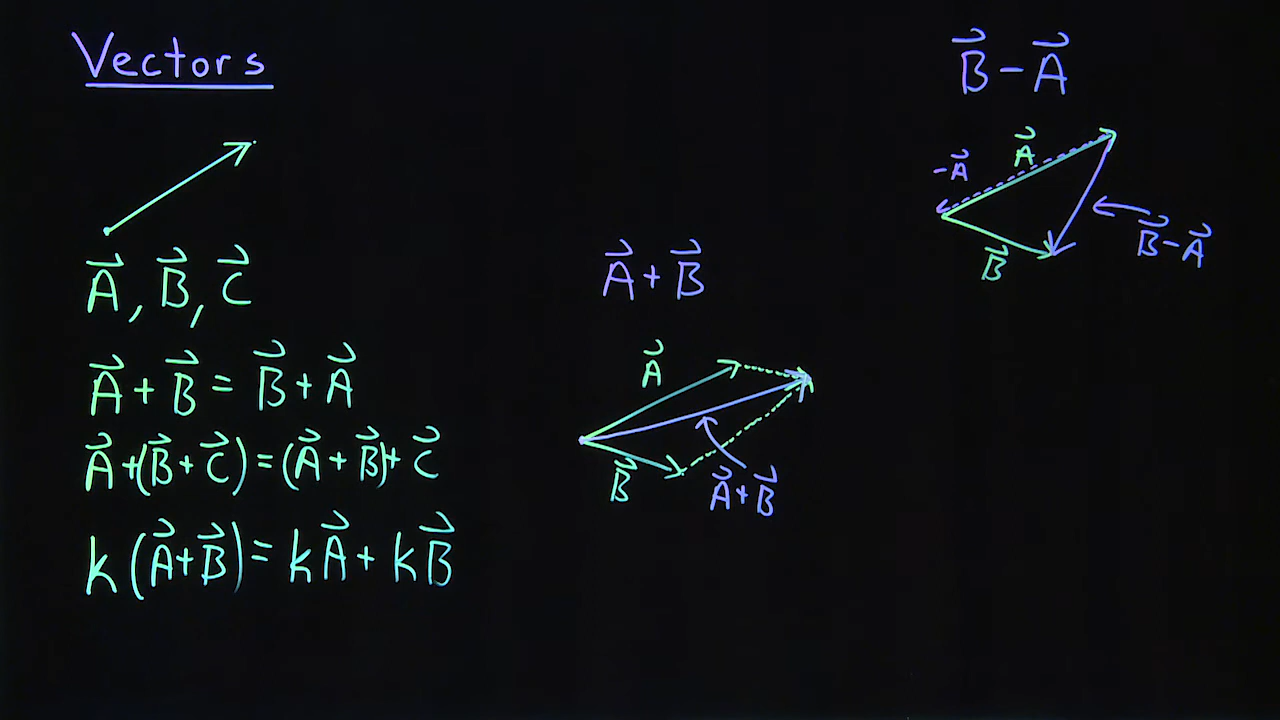 Vectors
A⃗, B⃗, C⃗
A⃗ + B⃗ = B⃗ + A⃗
A⃗ + (B⃗ + C⃗) = (A⃗ + B⃗) + C⃗
k(A⃗ + B⃗) = kA⃗ + kB⃗
A⃗ + B⃗
A⃗
B⃗
A⃗ + B⃗
B⃗ - A⃗
-A⃗
A⃗
B⃗
B⃗ - A⃗